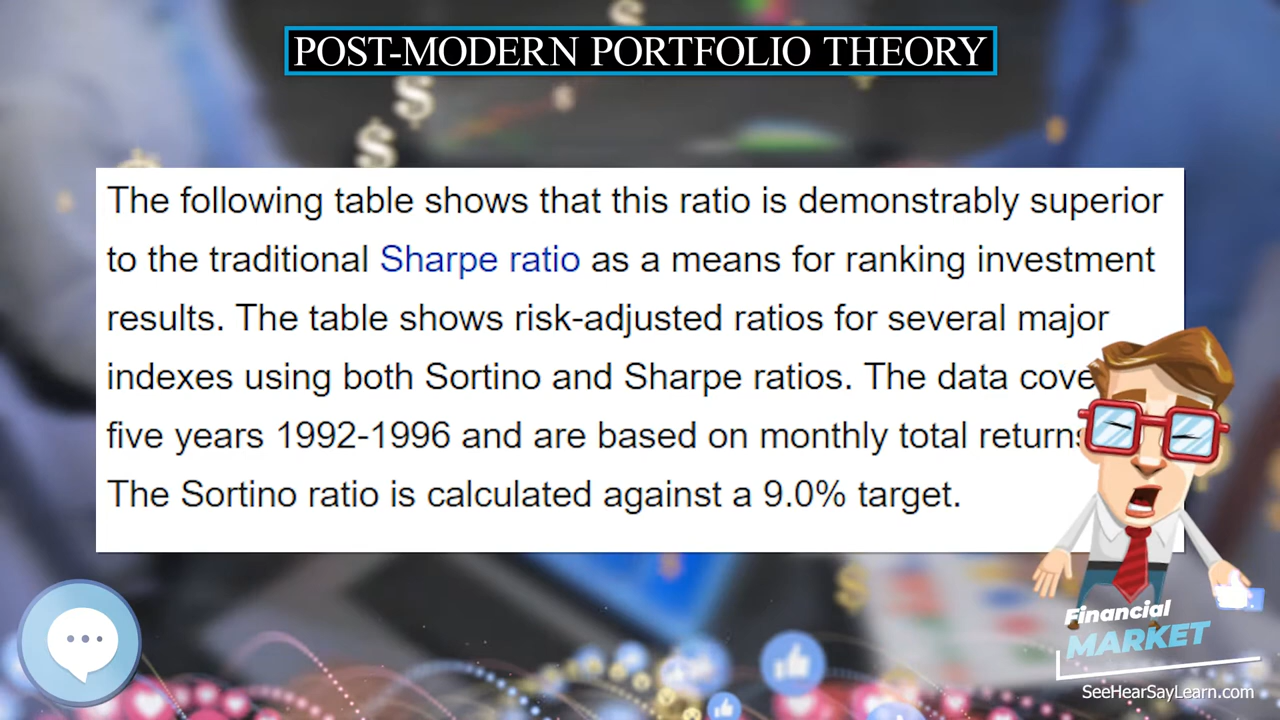 POST-MODERN PORTFOLIO THEORY
The following table shows that this ratio is demonstrably superior
to the traditional Sharpe ratio as a means for ranking investment
results. The table shows risk-adjusted ratios for several major
indexes using both Sortino and Sharpe ratios. The data
five years 1992-1996 and are based on monthly total returns
The Sortino ratio is calculated against a 9.0% target.
Financial
MARKET
SeeHearSayLearn.com